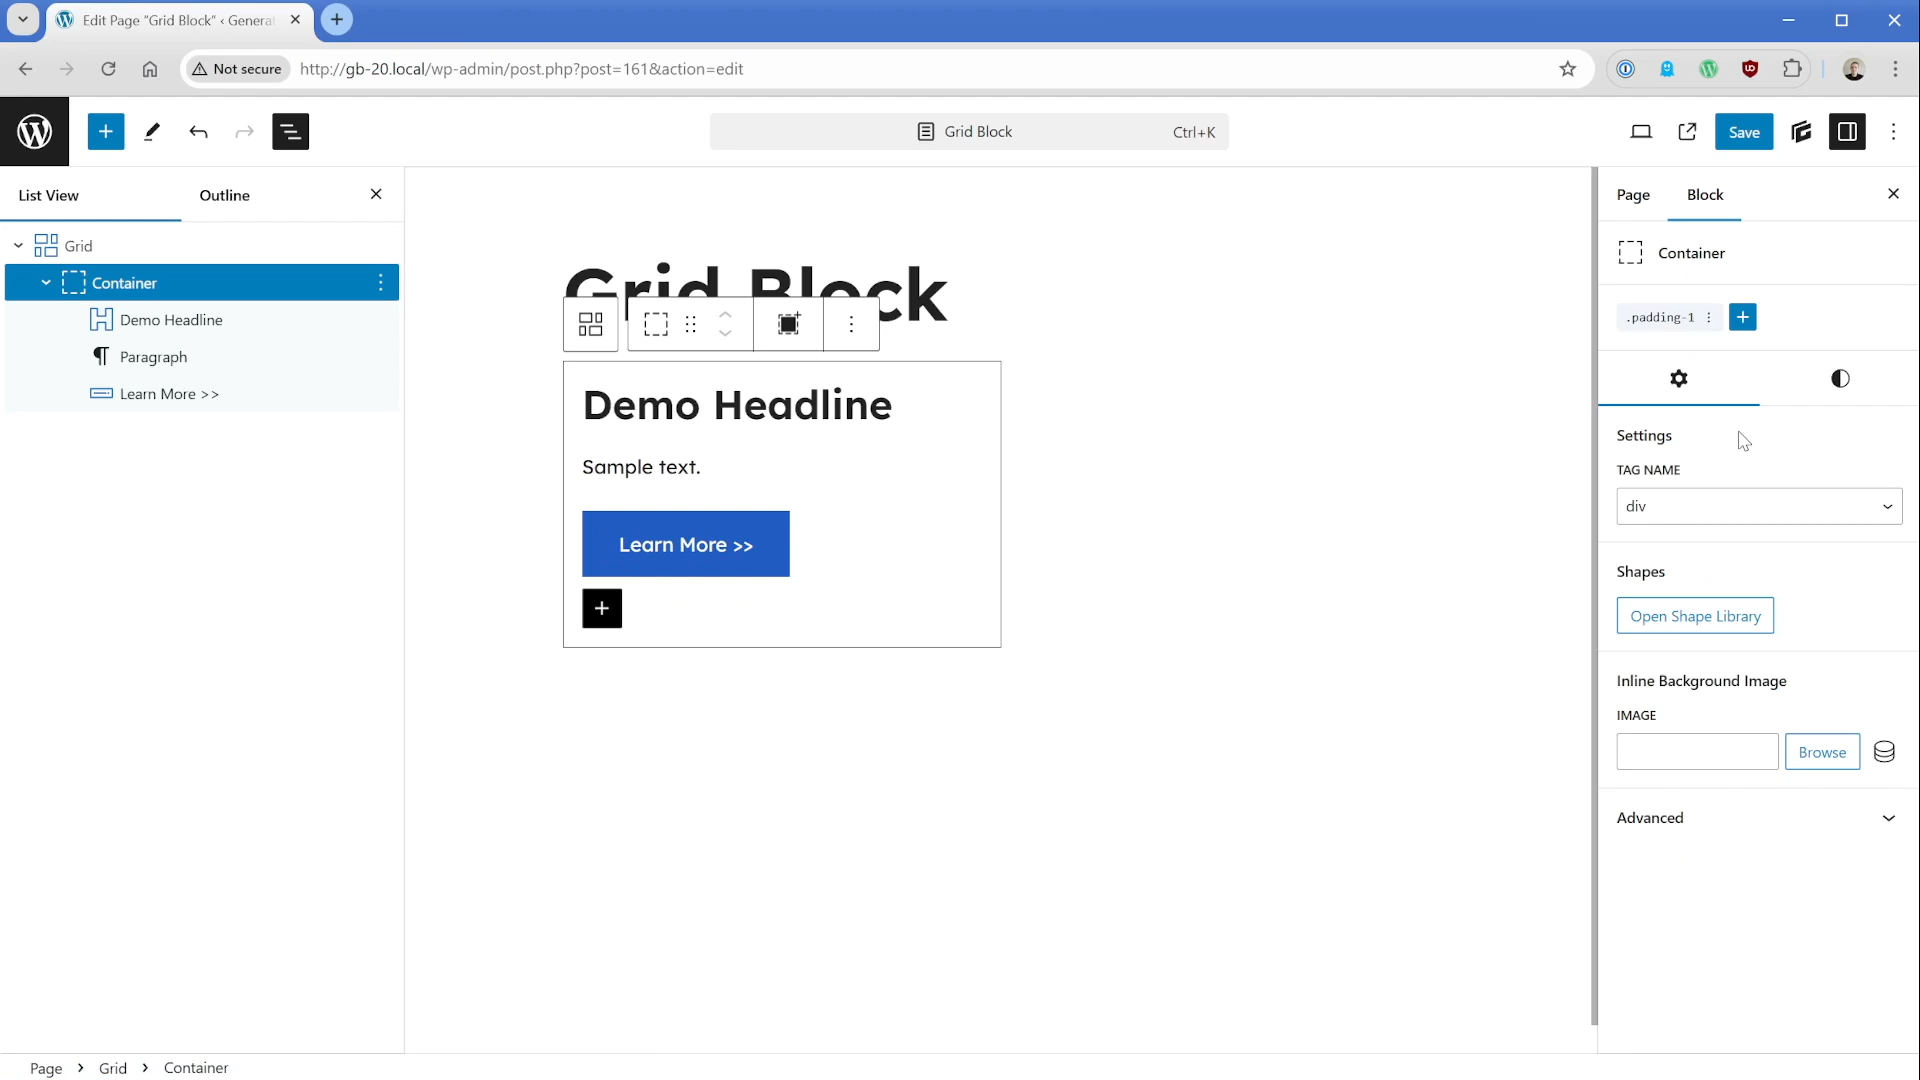 Edit Page “Grid Block” ‹ Genera
Not secure
http://gb-20.local/wp-admin/post.php?post=161&action=edit
Grid Block
Ctrl+K
Save
List View
Outline
Grid
Container
Demo Headline
Paragraph
Learn More >>
Grid Block
Demo Headline
Sample text.
Learn More >>
Page
Block
Container
.padding-1
Settings
TAG NAME
div
Shapes
Open Shape Library
Inline Background Image
IMAGE
Browse
Advanced
Page
Grid
Container